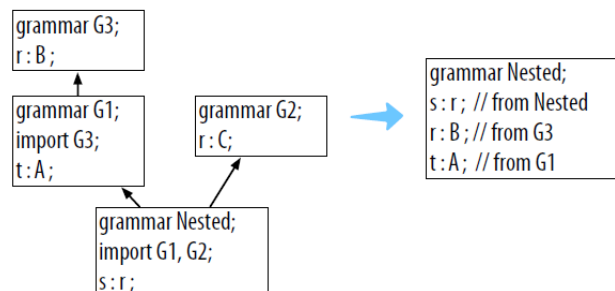 grammar G3;
r : B ;
grammar G1;
import G3;
t : A ;
grammar G2;
r : C;
grammar Nested;
import G1, G2;
s : r ;
grammar Nested;
s : r ; // from Nested
r : B ; // from G3
t : A ; // from G1